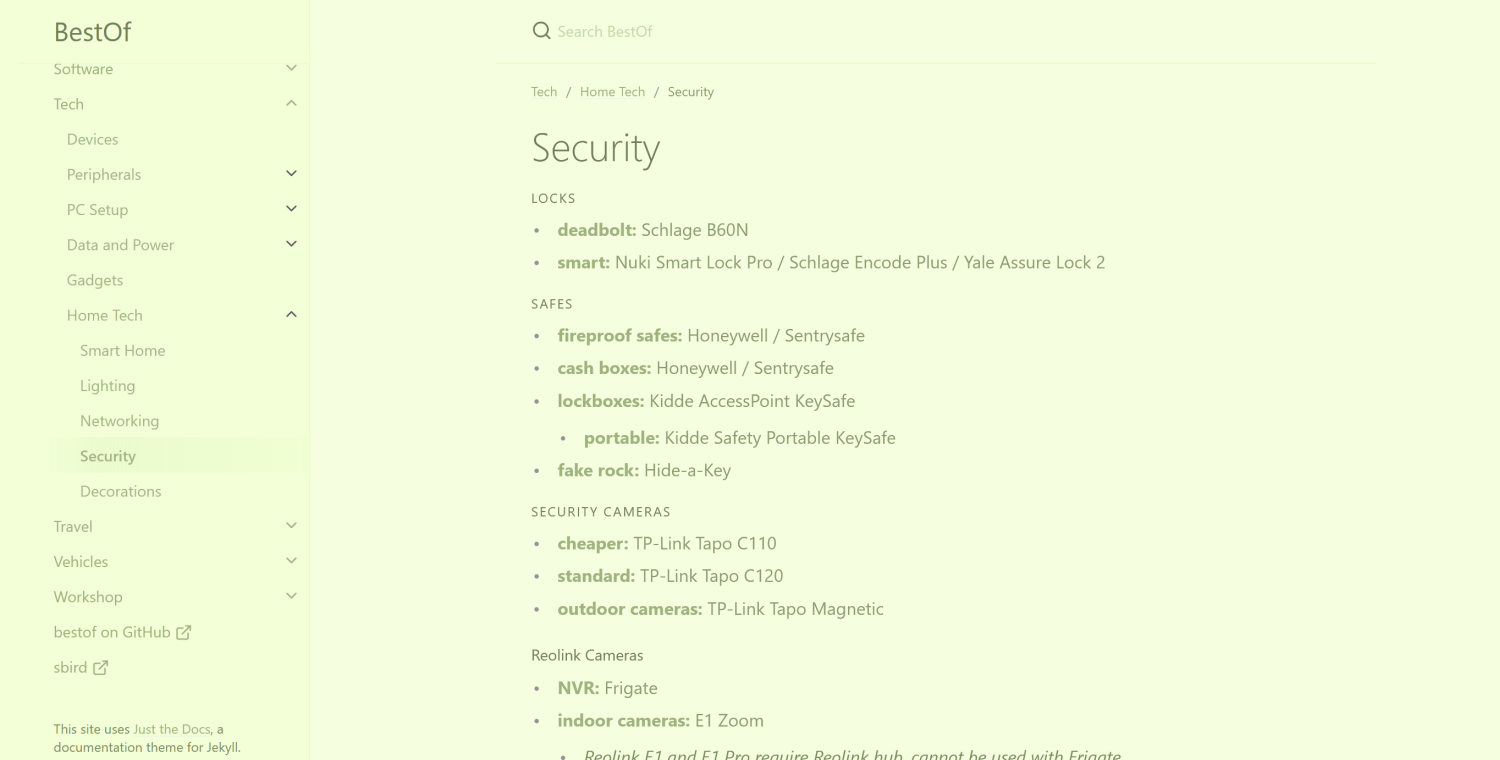 BestOf
Search BestOf
Software
Tech
Devices
Peripherals
PC Setup
Data and Power
Gadgets
Home Tech
Smart Home
Lighting
Networking
Security
Decorations
Travel
Vehicles
Workshop
bestof on GitHub
sbird
This site uses Just the Docs, a
documentation theme for Jekyll.
Tech / Home Tech / Security
Security
LOCKS
• deadbolt: Schlage B60N
• smart: Nuki Smart Lock Pro / Schlage Encode Plus / Yale Assure Lock 2
SAFES
• fireproof safes: Honeywell / Sentrysafe
• cash boxes: Honeywell / Sentrysafe
• lockboxes: Kidde AccessPoint KeySafe
• portable: Kidde Safety Portable KeySafe
• fake rock: Hide-a-Key
SECURITY CAMERAS
• cheaper: TP-Link Tapo C110
• standard: TP-Link Tapo C120
• outdoor cameras: TP-Link Tapo Magnetic
Reolink Cameras
• NVR: Frigate
• indoor cameras: E1 Zoom
• Reolink E1 and E1 Pro require Reolink hub, cannot be used with Frigate